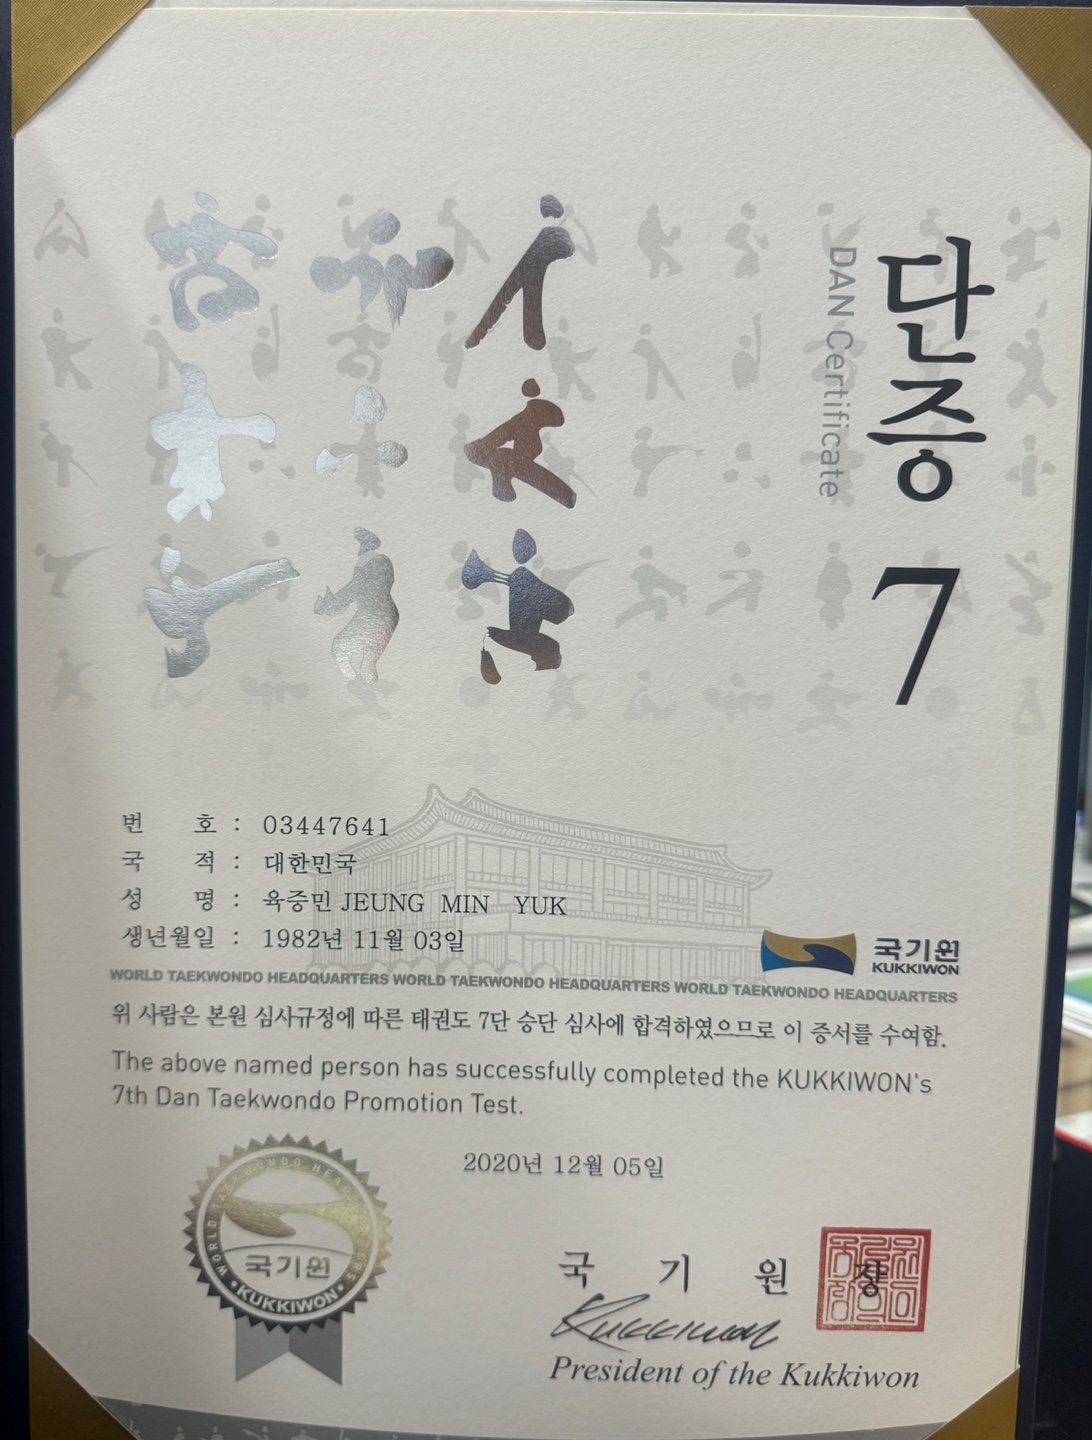 단증
DAN Certificate
7
번 호 : 03447641
국 적 : 대한민국
성 명 : 육증민 JEUNG MIN YUK
생년월일 : 1982년 11월 03일
국기원
KUKKIWON
WORLD TAEKWONDO HEADQUARTERS WORLD TAEKWONDO HEADQUARTERS WORLD TAEKWONDO HEADQUARTERS
위 사람은 본원 심사규정에 따른 태권도 7단 승단 심사에 합격하였으므로 이 증서를 수여함.
The above named person has successfully completed the KUKKIWON's
7th Dan Taekwondo Promotion Test.
2020년 12월 05일
WORLD TAEKWONDO HEADQUARTERS
국기원
KUKKIWON
국 기 원 장
Kukkiwon
President of the Kukkiwon